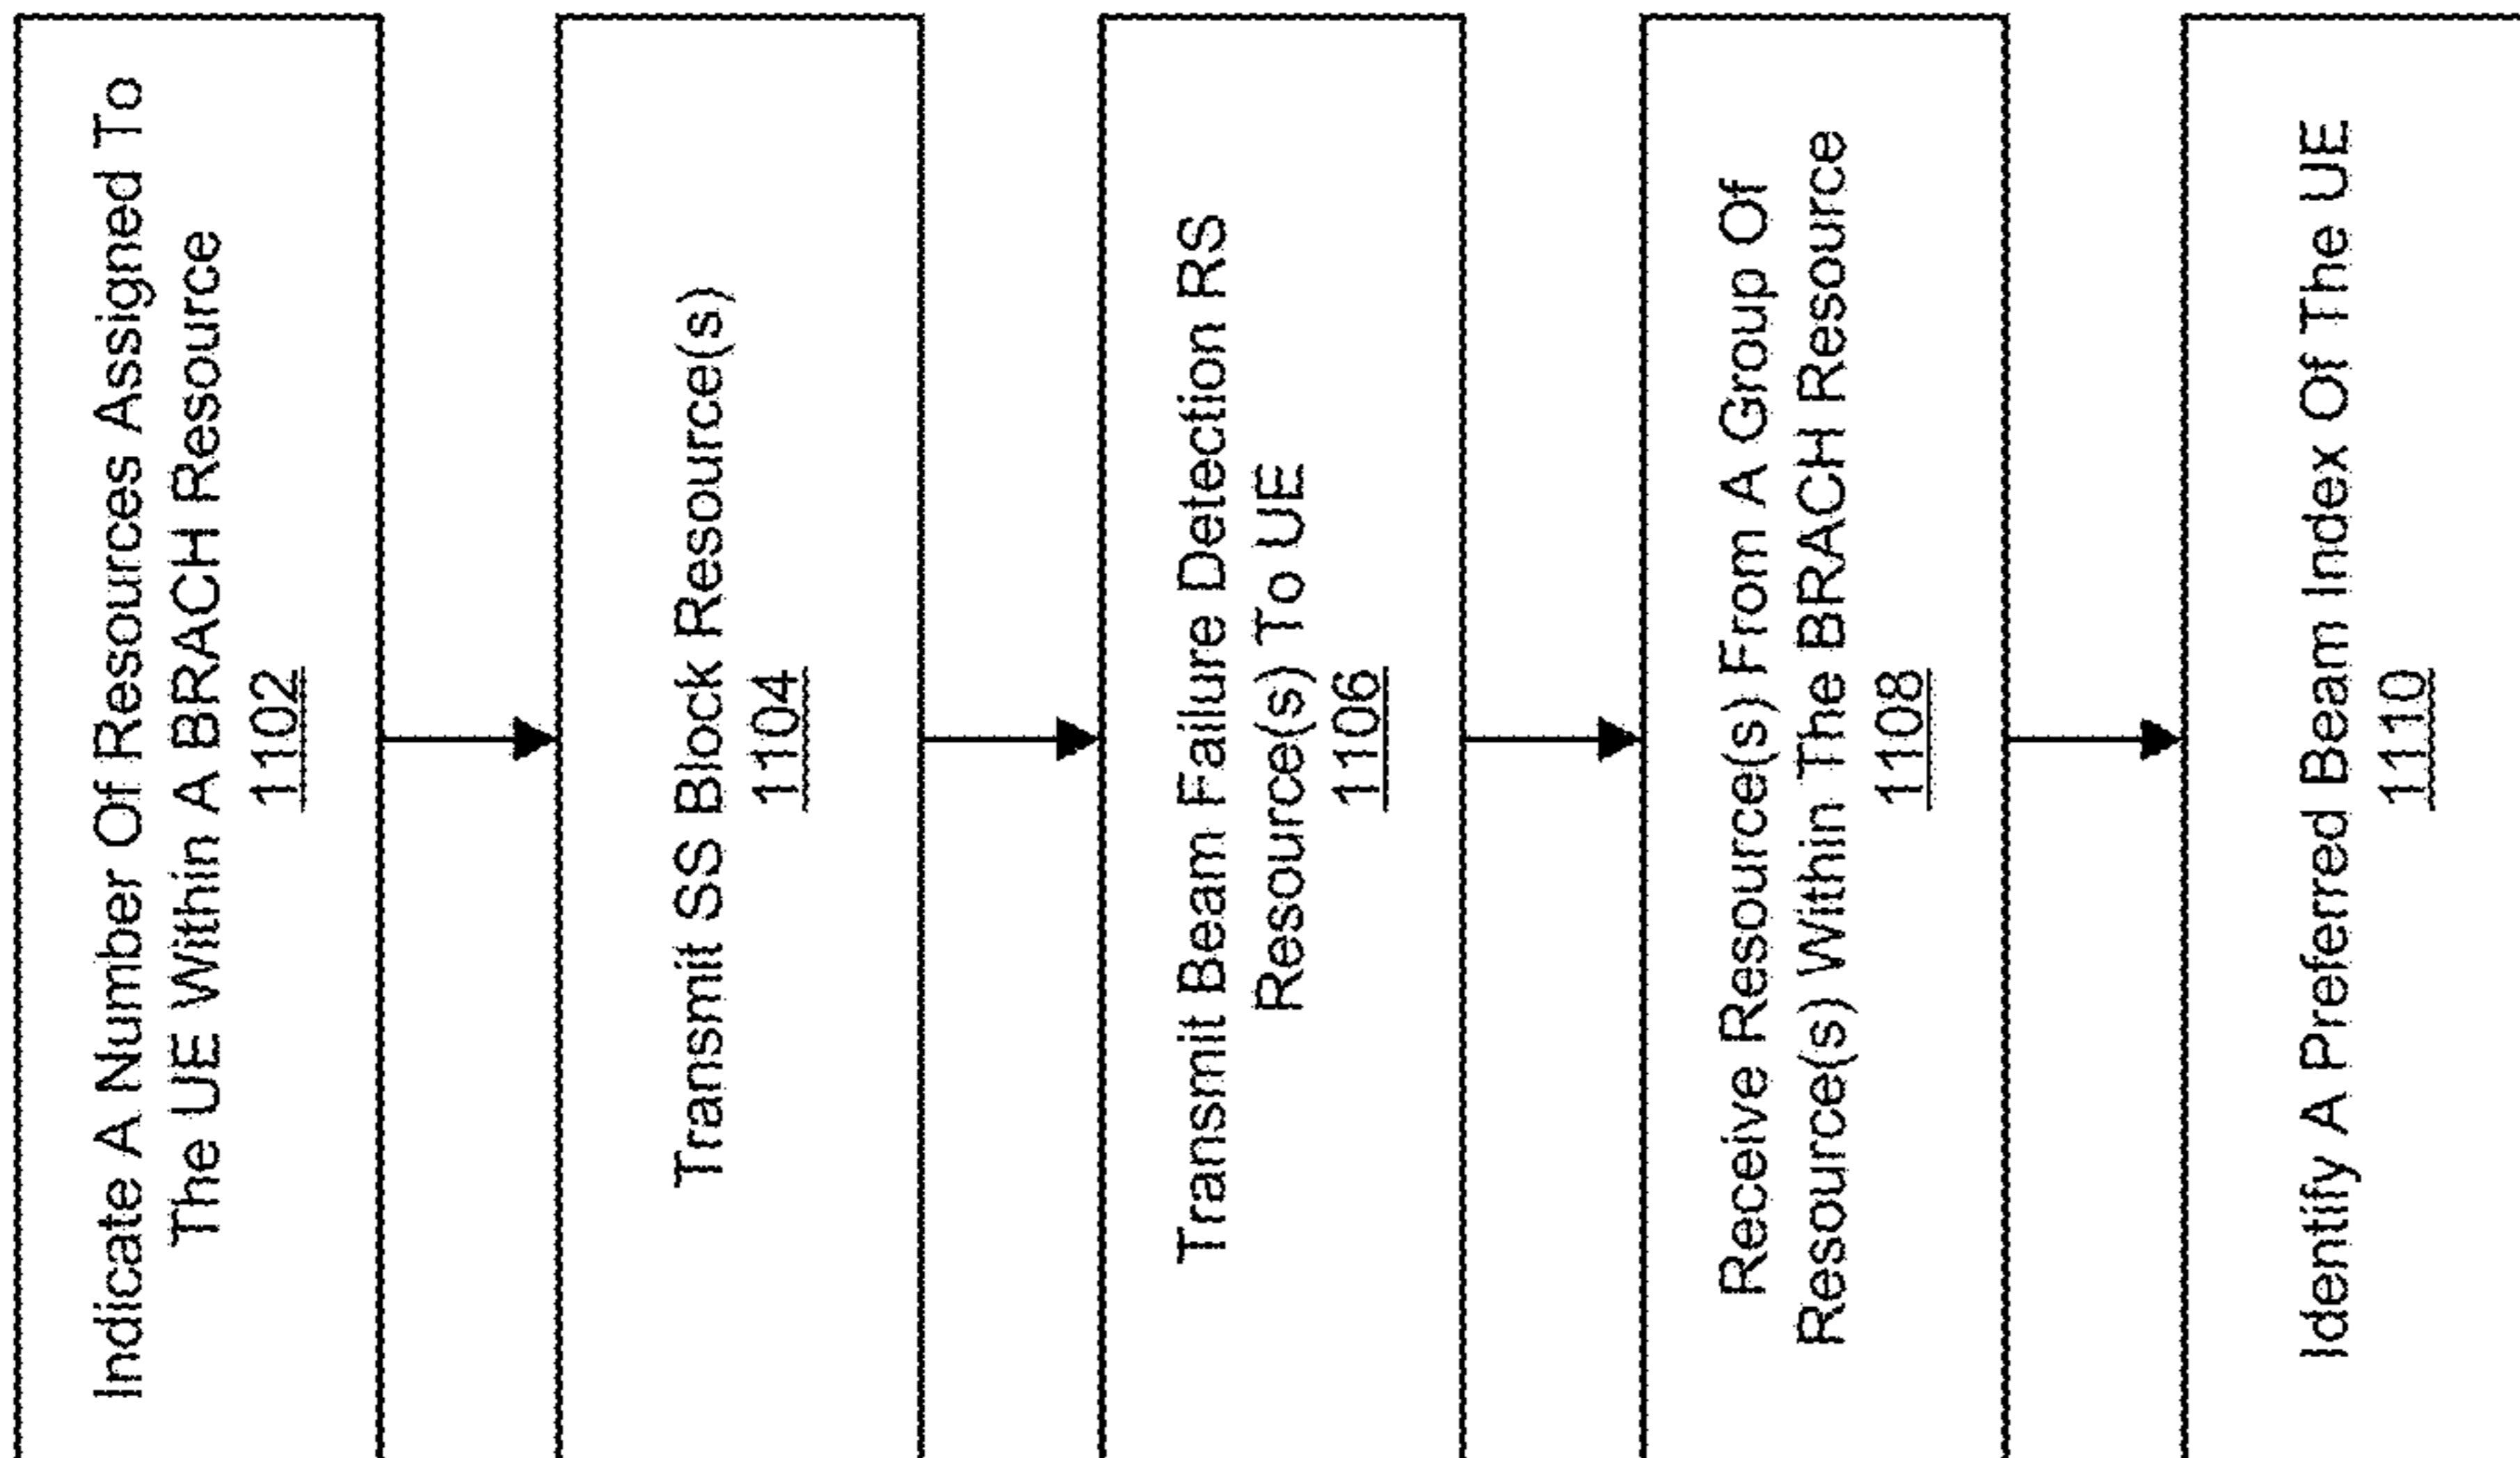 Indicate A Number Of Resources Assigned To
The UE Within A BRACH Resource
1102
Transmit SS Block Resource(s)
1104
Transmit Beam Failure Detection RS
Resource(s) To UE
1106
Receive Resource(s) From A Group Of
Resource(s) Within The BRACH Resource
1108
Identify A Preferred Beam Index Of The UE
1110